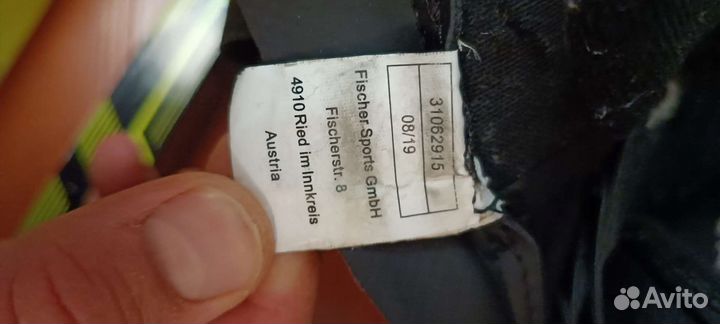 31062915
08/19
Fischer Sports GmbH
Fischerstr. 8
4910 Ried im Innkreis
Austria
Avito